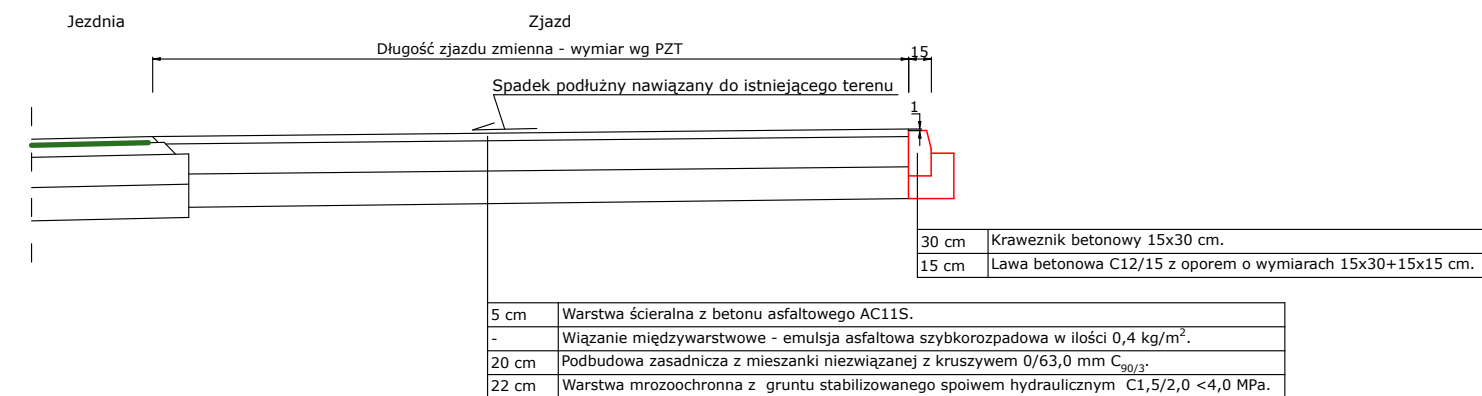 Jezdnia
Zjazd
Długość zjazdu zmienna - wymiar wg PZT
15
Spadek podłużny nawiązany do istniejącego terenu
1
30 cm Kraweznik betonowy 15x30 cm.
15 cm Lawa betonowa C12/15 z oporem o wymiarach 15x30+15x15 cm.
5 cm Warstwa ścieralna z betonu asfaltowego AC11S.
- Wiązanie międzywarstwowe - emulsja asfaltowa szybkorozpadowa w ilości 0,4 kg/m².
20 cm Podbudowa zasadnicza z mieszanki niezwiązanej z kruszywem 0/63,0 mm C90/3.
22 cm Warstwa mrozoochronna z gruntu stabilizowanego spoiwem hydraulicznym C1,5/2,0 <4,0 MPa.